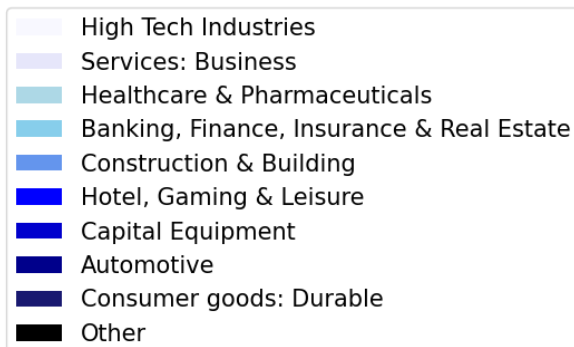 High Tech Industries
Services: Business
Healthcare & Pharmaceuticals
Banking, Finance, Insurance & Real Estate
Construction & Building
Hotel, Gaming & Leisure
Capital Equipment
Automotive
Consumer goods: Durable
Other